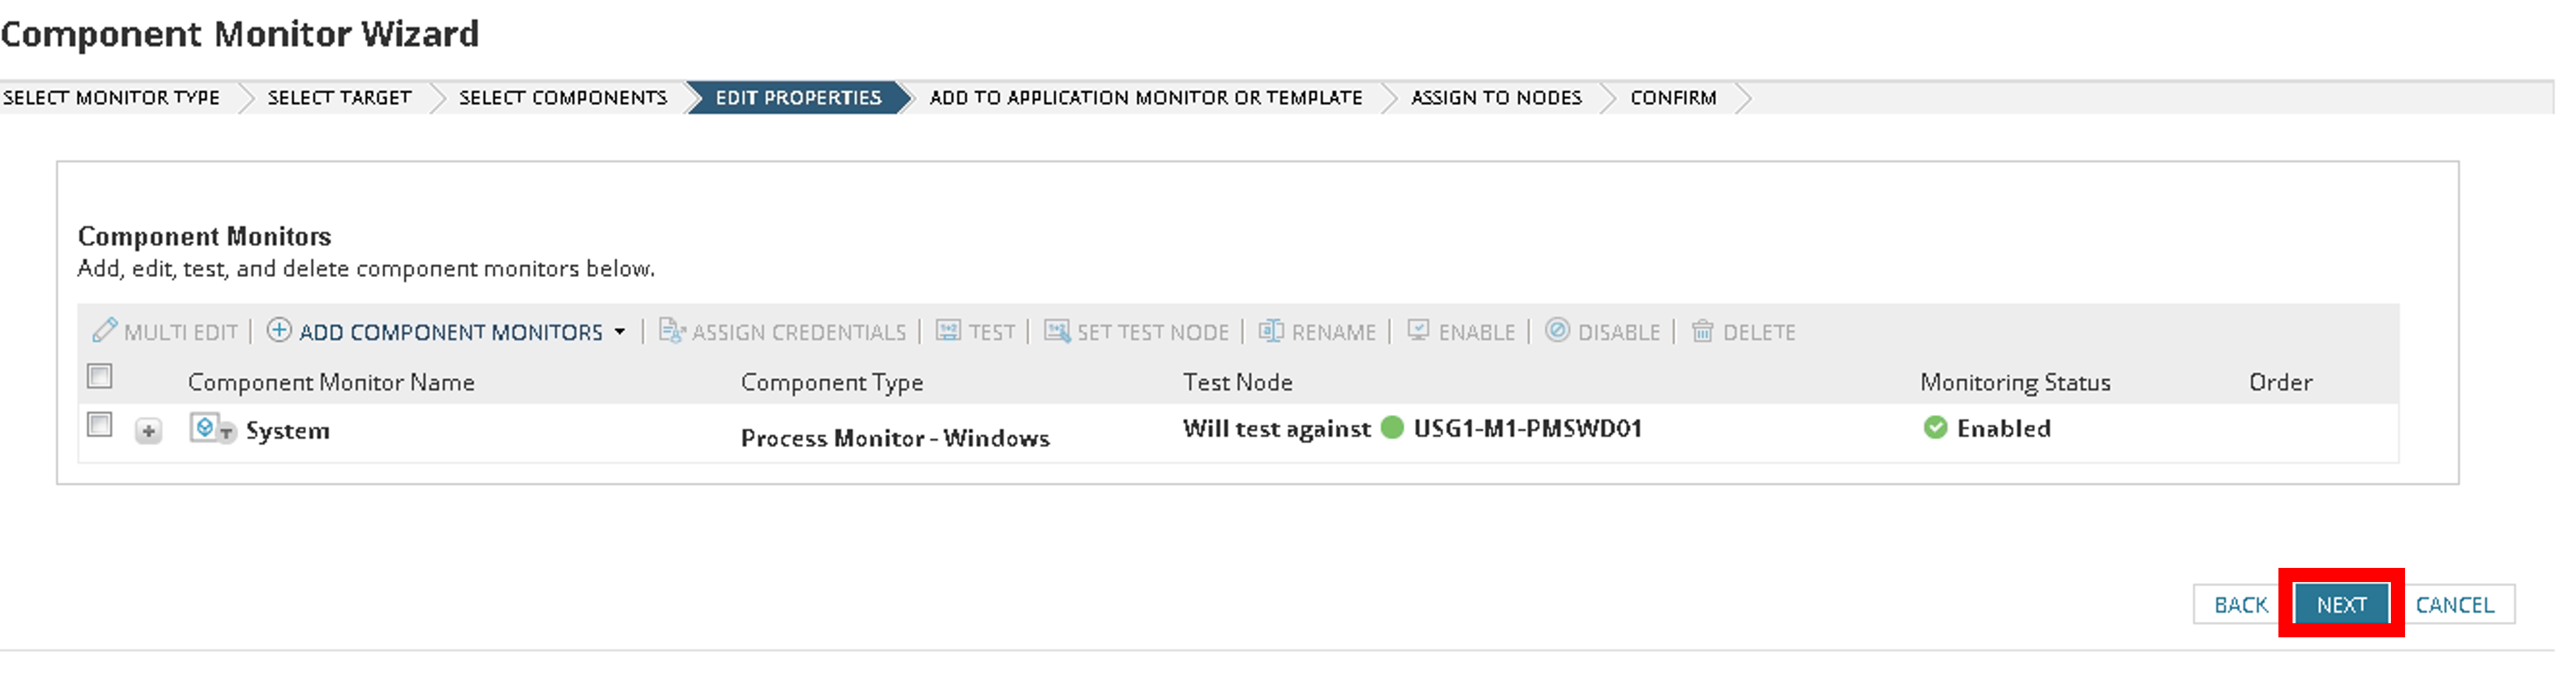 Component Monitor Wizard
SELECT MONITOR TYPE SELECT TARGET SELECT COMPONENTS EDIT PROPERTIES ADD TO APPLICATION MONITOR OR TEMPLATE ASSIGN TO NODES CONFIRM
Component Monitors
Add, edit, test, and delete component monitors below.
MULTI EDIT | ADD COMPONENT MONITORS | ASSIGN CREDENTIALS | TEST | SET TEST NODE | RENAME | ENABLE | DISABLE | DELETE
Component Monitor Name Component Type Test Node Monitoring Status Order
System Process Monitor - Windows Will test against USG1-M1-PMSWD01 Enabled
BACK NEXT CANCEL